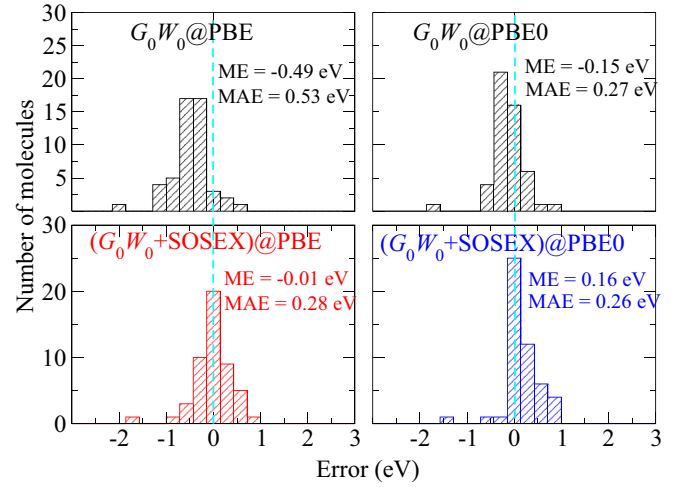 30
25
20
15
10
5
30
20
10
0
Number of molecules
G0W0@PBE
ME = -0.49 eV
MAE = 0.53 eV
G0W0@PBE0
ME = -0.15 eV
MAE = 0.27 eV
(G0W0+SOSEX)@PBE
ME = -0.01 eV
MAE = 0.28 eV
(G0W0+SOSEX)@PBE0
ME = 0.16 eV
MAE = 0.26 eV
-2 -1 0 1 2 3
-2 -1 0 1 2 3
Error (eV)